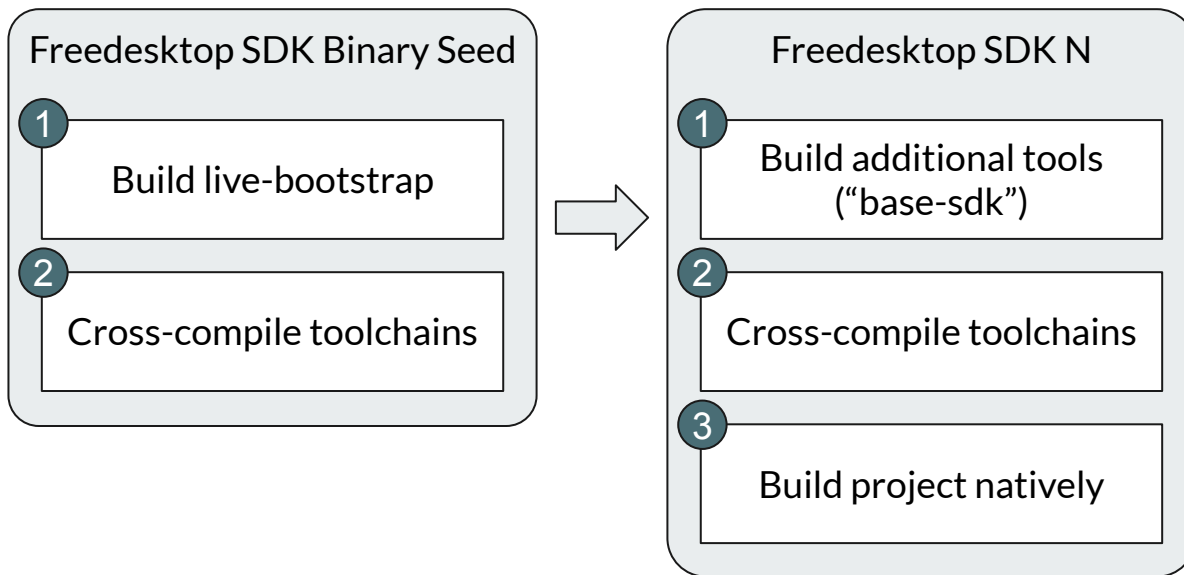 Freedesktop SDK Binary Seed
1
Build live-bootstrap
2
Cross-compile toolchains
Freedesktop SDK N
1
Build additional tools
(“base-sdk”)
2
Cross-compile toolchains
3
Build project natively